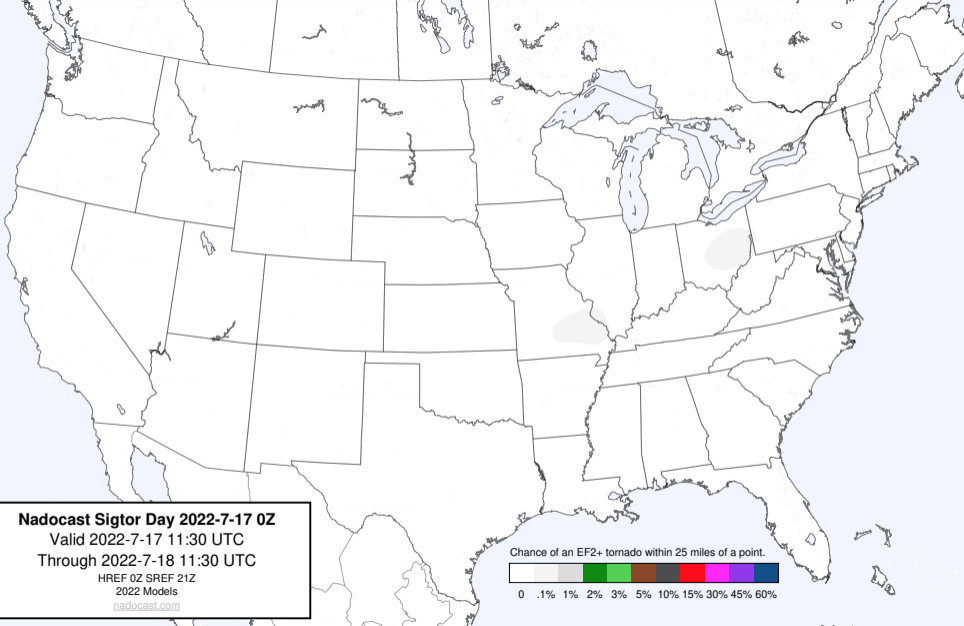 Nadocast Sigtor Day 2022-7-17 0Z
Valid 2022-7-17 11:30 UTC
Through 2022-7-18 11:30 UTC
HREF 0Z SREF 21Z
2022 Models
nadocast.com
Chance of an EF2+ tornado within 25 miles of a point.
0 .1% 1% 2% 3% 5% 10% 15% 30% 45% 60%